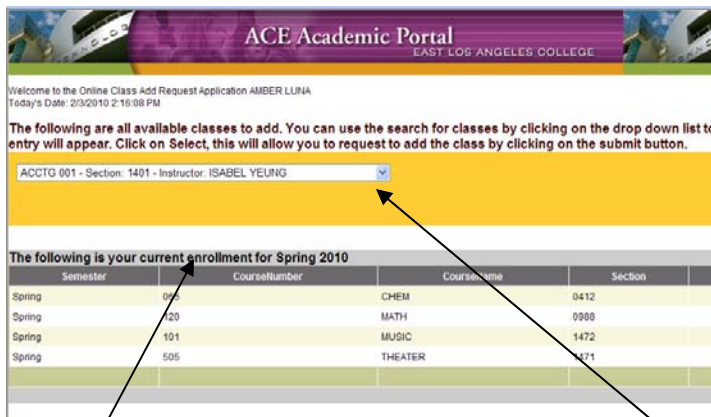 ACE Academic Portal
EAST LOS ANGELES COLLEGE
Welcome to the Online Class Add Request Application AMBER LUNA
Today's Date: 2/3/2010 2:16:08 PM
The following are all available classes to add. You can use the search for classes by clicking on the drop down list to
entry will appear. Click on Select, this will allow you to request to add the class by clicking on the submit button.
ACCTG 001 - Section: 1401 - Instructor: ISABEL YEUNG
The following is your current enrollment for Spring 2010
Semester CourseNumber CourseName Section
Spring 065 CHEM 0412
Spring 120 MATH 0988
Spring 101 MUSIC 1472
Spring 505 THEATER 1471